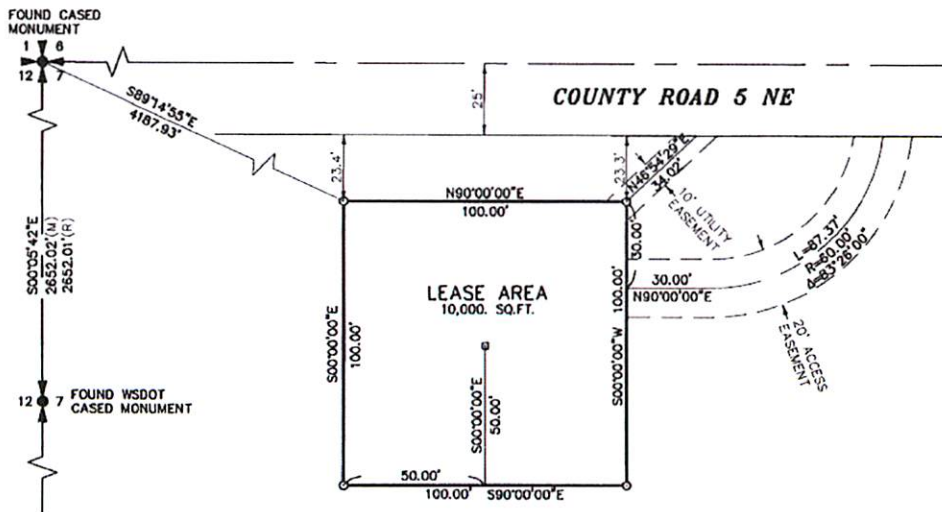 FOUND CASED
MONUMENT
1 6
12 7
S89°14'55"E
4187.93'
25'
COUNTY ROAD 5 NE
23.4'
23.3'
N46°54'29"E
34.02'
N90°00'00"E
100.00'
10' UTILITY
EASEMENT
30.00'
L=87.37'
R=60.00'
Δ=83°26'00"
S00°05'42"E
2652.02'(M)
2652.01'(R)
30.00'
N90°00'00"E
LEASE AREA
10,000. SQ.FT.
S00°00'00"E
100.00'
100.00'
S00°00'00"W
20' ACCESS
EASEMENT
S00°00'00"E
50.00'
12 7 FOUND WSDOT
CASED MONUMENT
50.00'
100.00' S90°00'00"E